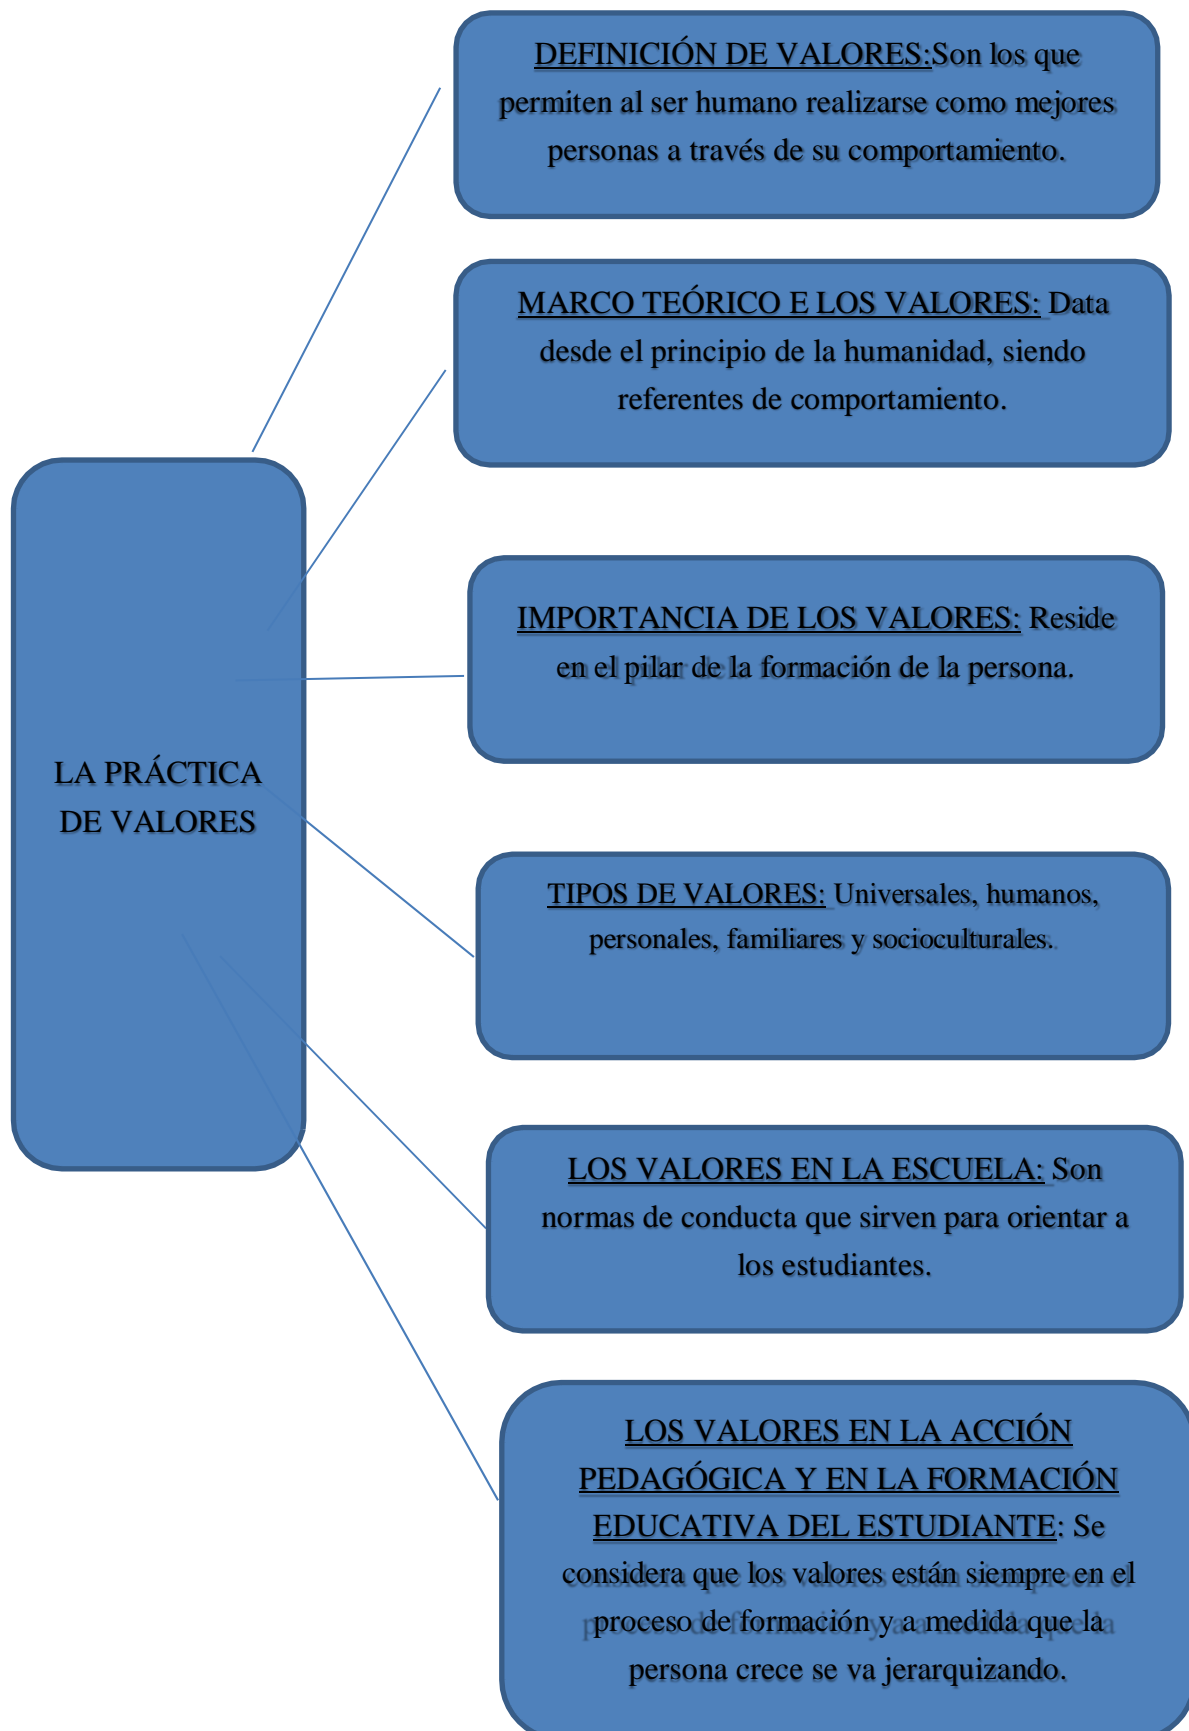 DEFINICIÓN DE VALORES:Son los que
permiten al ser humano realizarse como mejores
personas a través de su comportamiento.
MARCO TEÓRICO E LOS VALORES: Data
desde el principio de la humanidad, siendo
referentes de comportamiento.
IMPORTANCIA DE LOS VALORES: Reside
en el pilar de la formación de la persona.
LA PRÁCTICA
DE VALORES
TIPOS DE VALORES: Universales, humanos,
personales, familiares y socioculturales.
LOS VALORES EN LA ESCUELA: Son
normas de conducta que sirven para orientar a
los estudiantes.
LOS VALORES EN LA ACCIÓN
PEDAGÓGICA Y EN LA FORMACIÓN
EDUCATIVA DEL ESTUDIANTE: Se
considera que los valores están siempre en el
proceso de formación y a medida que la
persona crece se va jerarquizando.